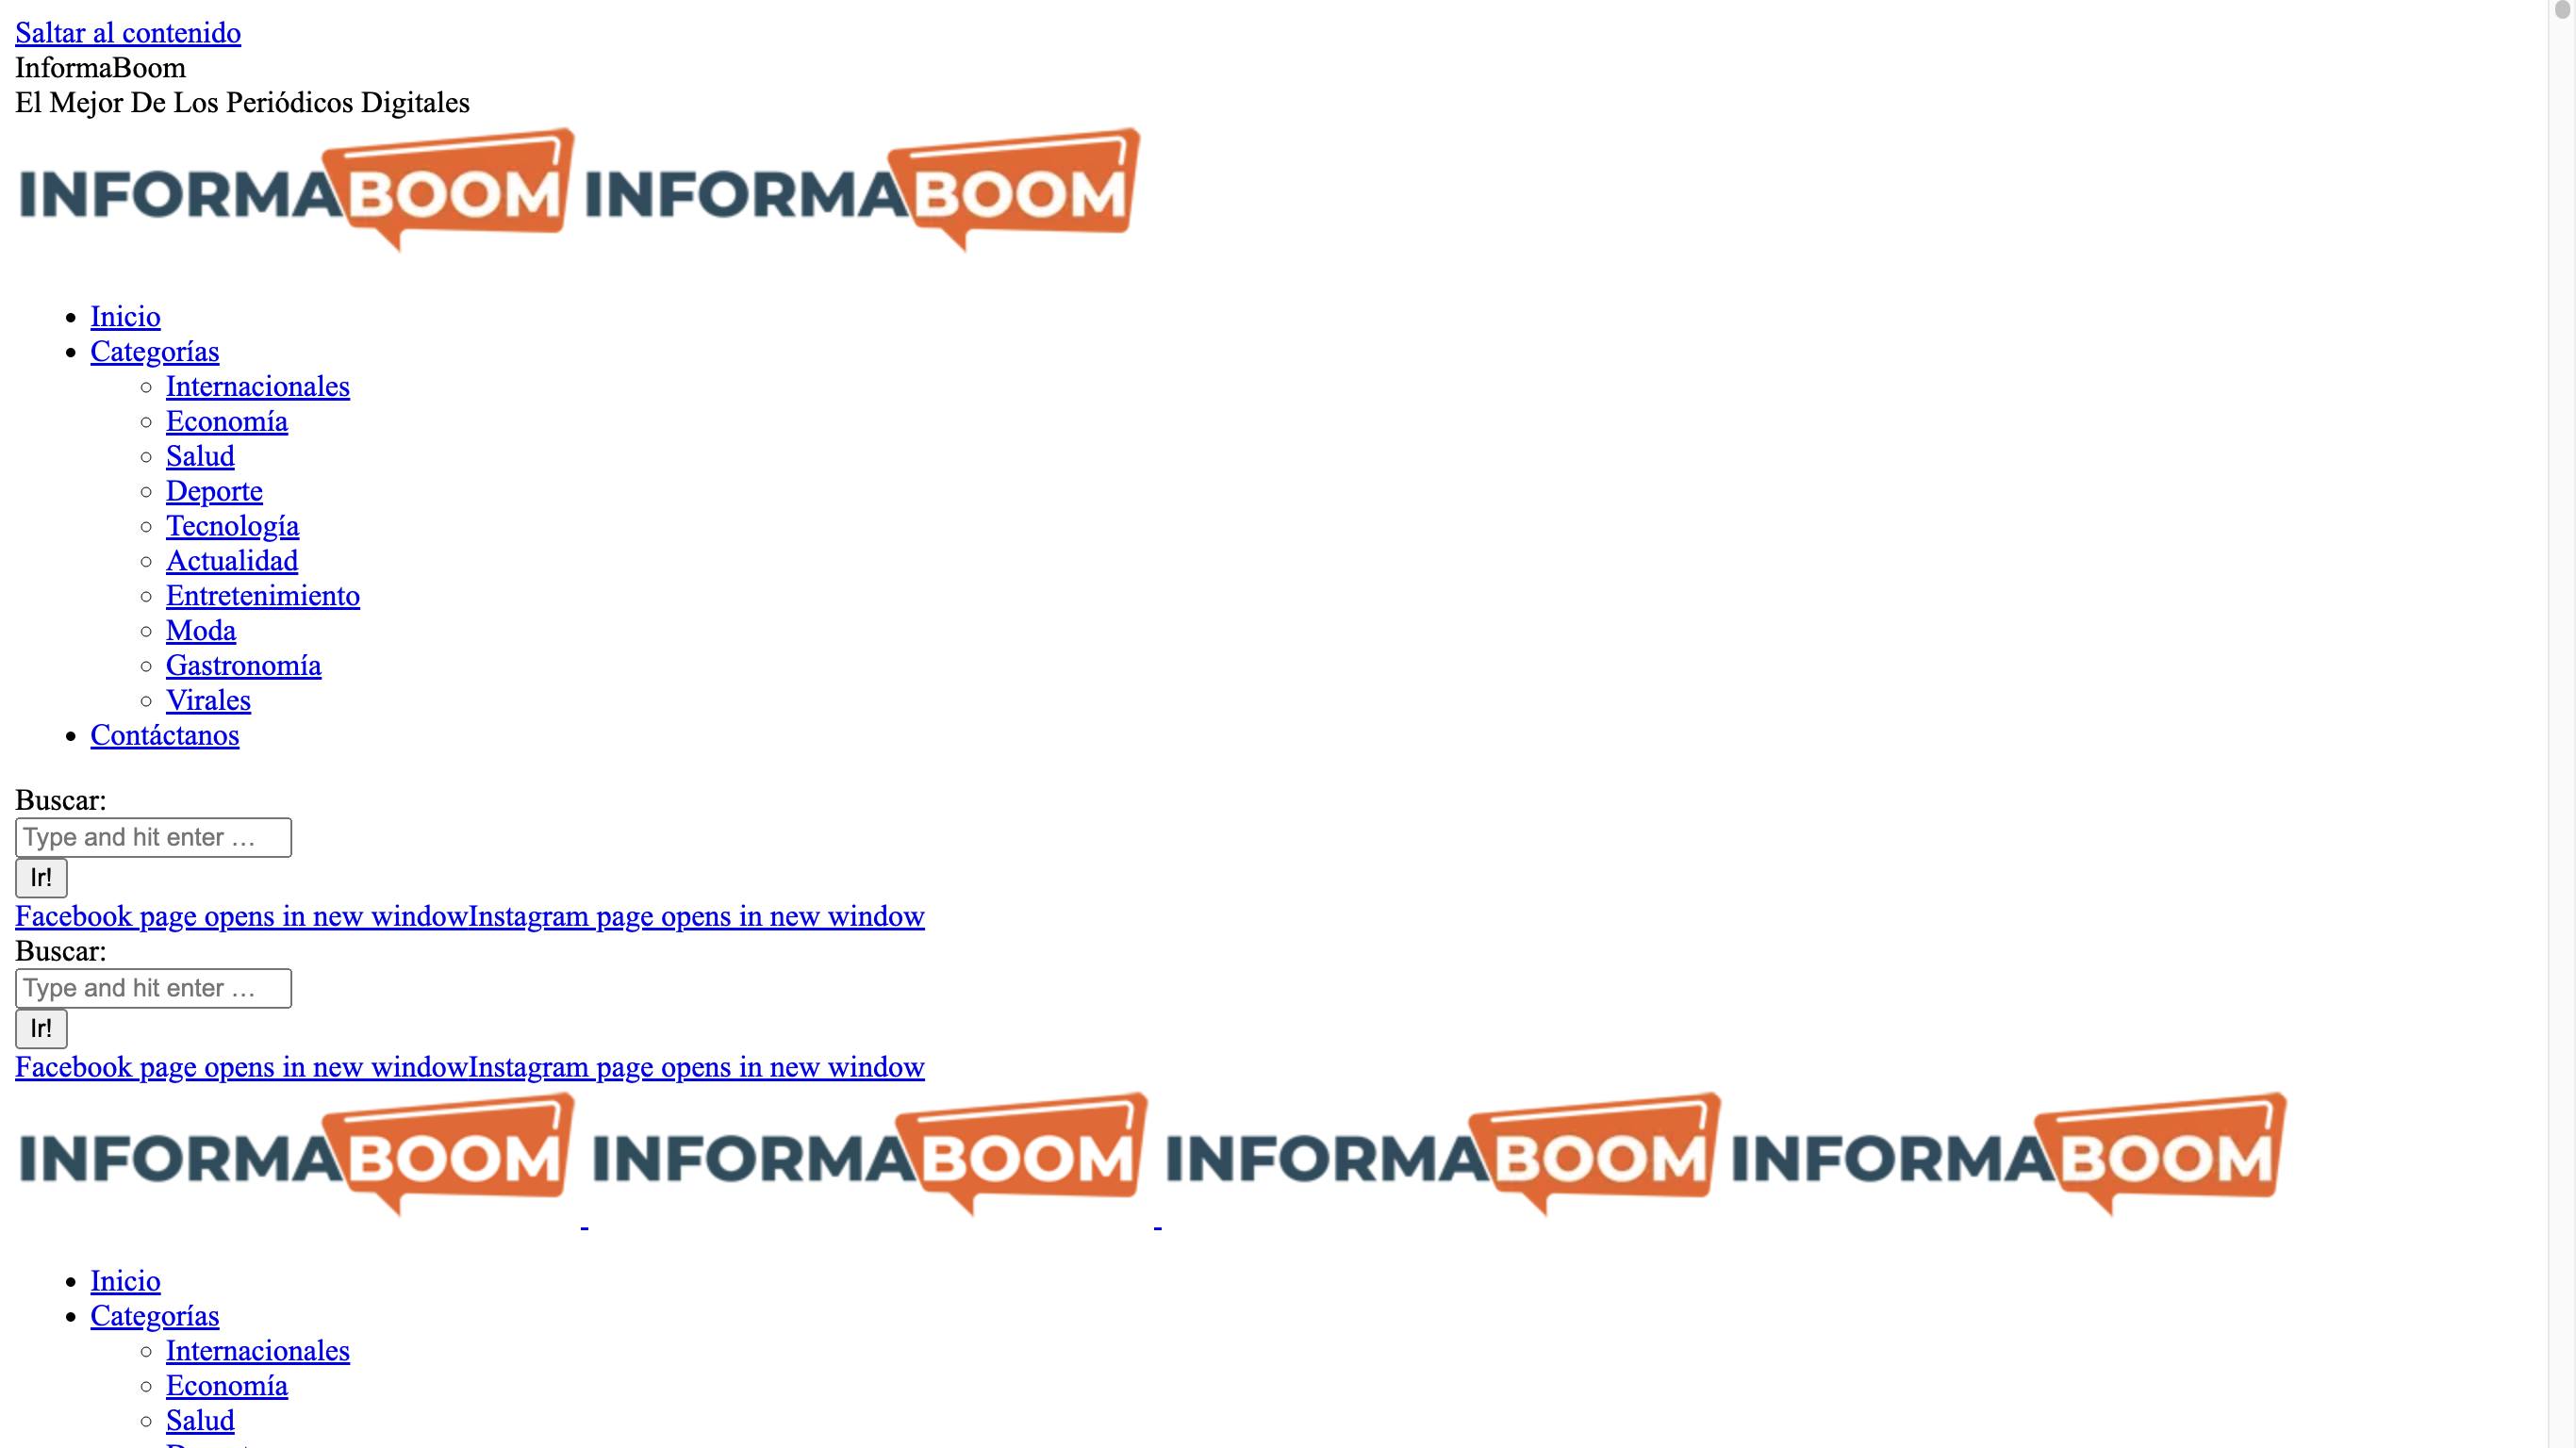 Saltar al contenido
InformaBoom
El Mejor De Los Periódicos Digitales
INFORMABOOM INFORMABOOM
Inicio
Categorías
Internacionales
Economía
Salud
Deporte
Tecnología
Actualidad
Entretenimiento
Moda
Gastronomía
Virales
Contáctanos
Buscar:
Type and hit enter …
Ir!
Facebook page opens in new windowInstagram page opens in new window
Buscar:
Type and hit enter …
Ir!
Facebook page opens in new windowInstagram page opens in new window
INFORMABOOM INFORMABOOM INFORMABOOM INFORMABOOM
Inicio
Categorías
Internacionales
Economía
Salud